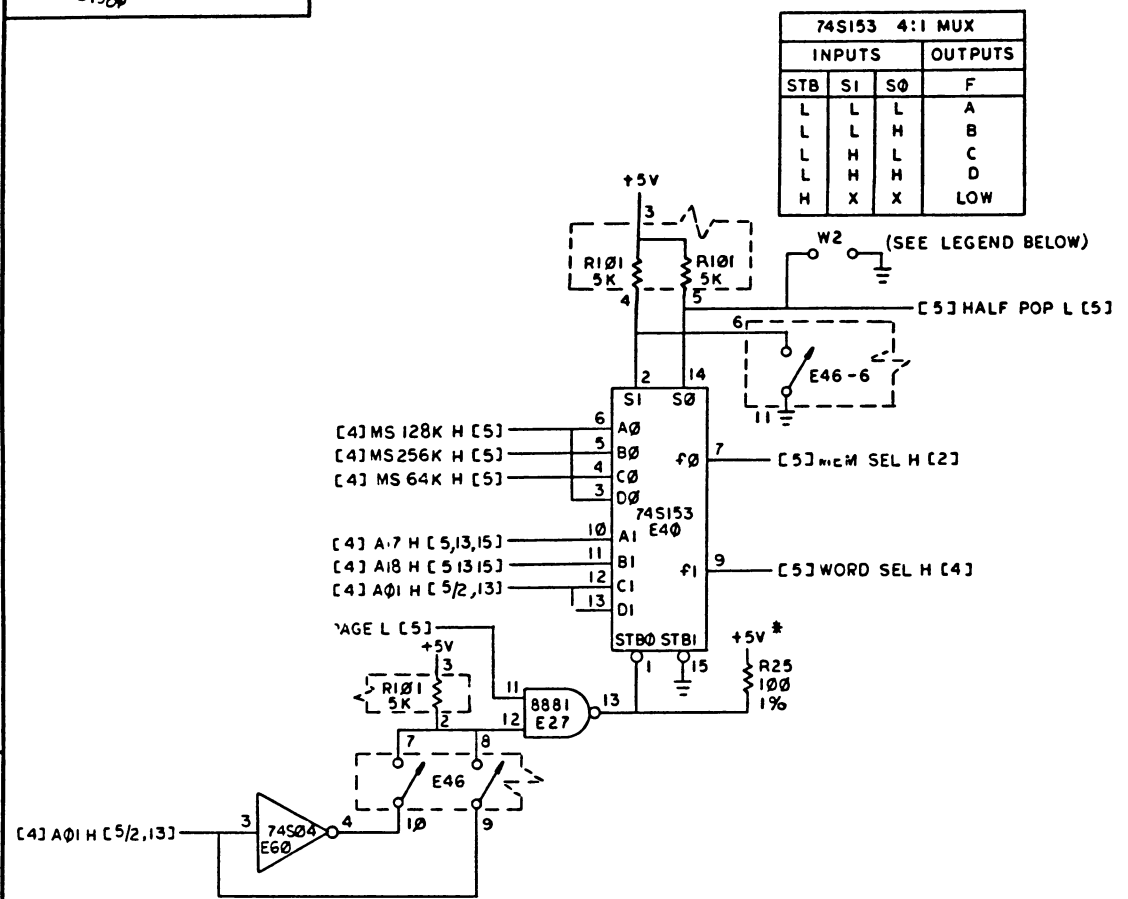 74S153 4:1 MUX
INPUTS OUTPUTS
STB S1 SØ F
L L L A
L L H B
L H L C
L H H D
H X X LOW
+5V
3
W2 (SEE LEGEND BELOW)
RIØI 5K RIØI 5K
4 5
[5] HALF POP L [5]
6
E46-6
2 14
11
S1 SØ
[4] MS 128K H [5] 6 AØ
[4] MS 256K H [5] 5 BØ
fØ 7 [5] MEM SEL H [2]
[4] MS 64K H [5] 4 CØ
3 DØ
74S153
E4Ø
[4] A17 H [5,13,15] 10 A1
[4] A18 H [5 13 15] 11 B1
f1 9 [5] WORD SEL H [4]
[4] AØ1 H [5/2,13] 12 C1
13 D1
STBØ STB1
+5V *
PAGE L [5]
1 15
+5V
3
R25
100
1%
RIØI
5K
2
11
12
8881
E27
13
7 8
E46
10 9
[4] AØ1 H [5/2,13] 3 74SØ4 4
E6Ø